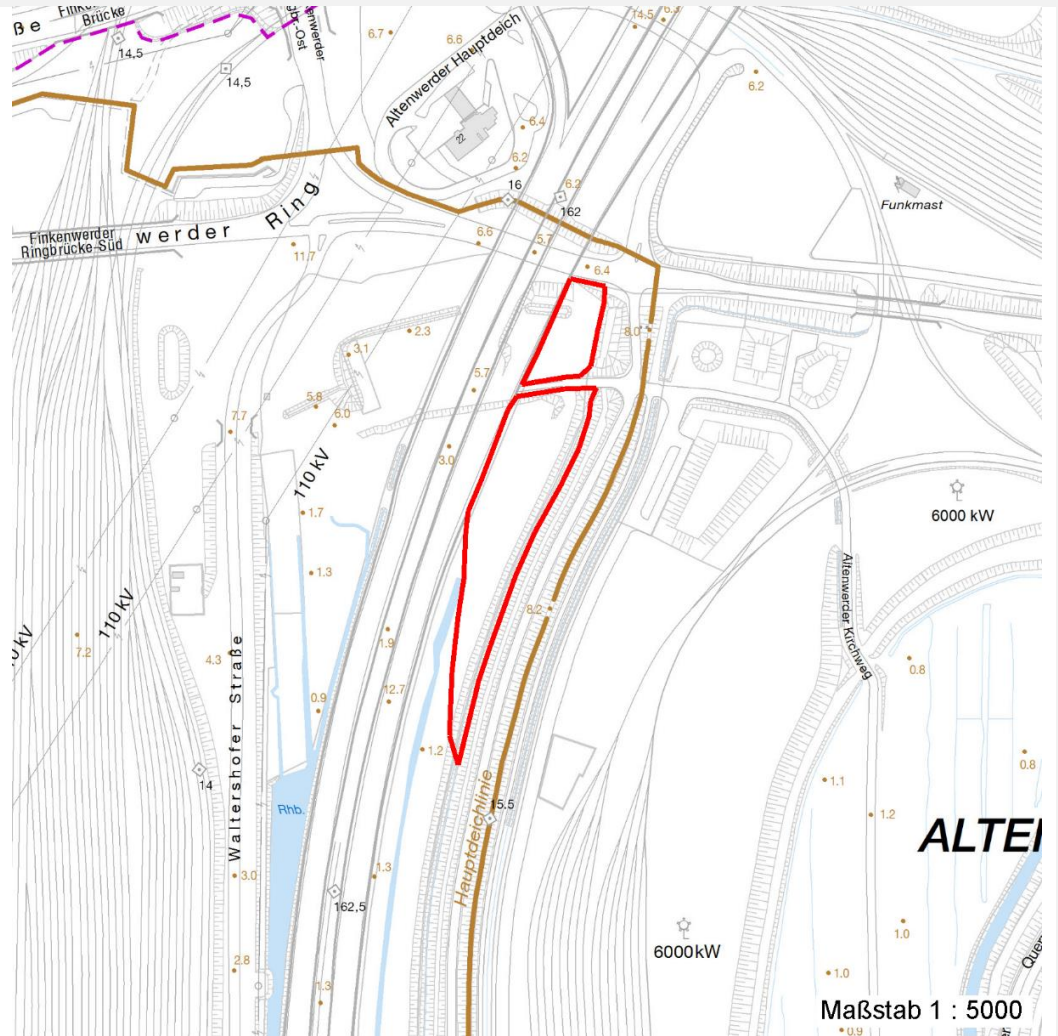 ße
Brücke
Altenwerder Hauptdeich
14,5
14,5
6.7
6.6
14.5
6.3
6.2
22
6.4
6.2
16
6.2
162
Funkmast
Finkenwerder
Ringbrücke-Süd
werder Ring
11.7
6.6
5.7
6.4
8.0
2.3
3.1
5.7
5.8
6.0
7.7
3.0
110 kV
1.7
6000 kW
1.3
Altenwerder Kirchweg
110 kV
kV
7.2
8.2
4.3
1.9
0.8
Waltershofer Straße
0.9
12.7
1.2
0.8
14
1.1
Rhb.
15.5
1.2
Hauptdeichlinie
ALTE
3.0
1.3
162,5
1.0
6000kW
2.8
1.3
1.0
Quer
0.9
Maßstab 1 : 5000